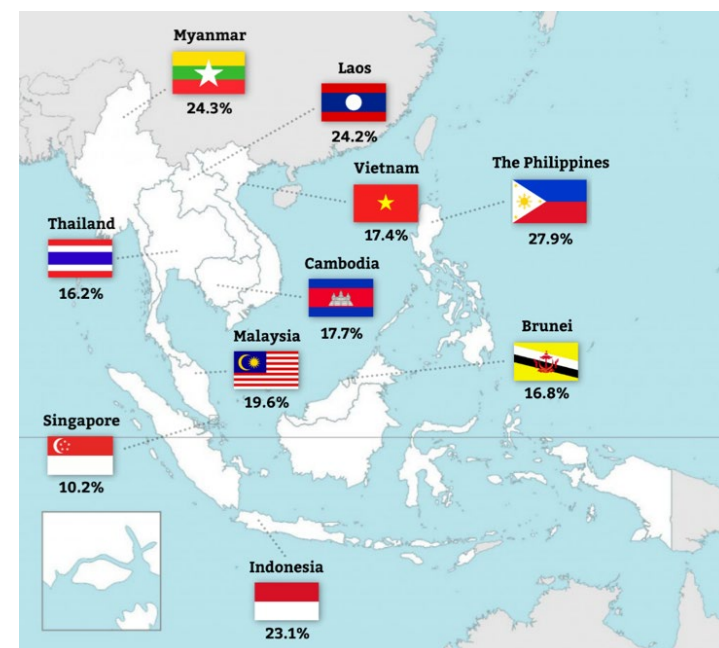 Myanmar
24.3%
Laos
24.2%
Vietnam
17.4%
The Philippines
27.9%
Thailand
16.2%
Cambodia
17.7%
Malaysia
19.6%
Brunei
16.8%
Singapore
10.2%
Indonesia
23.1%